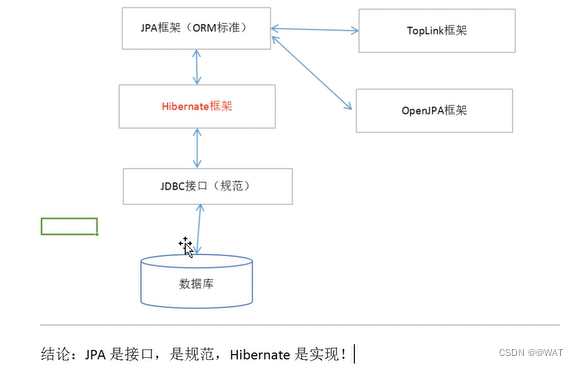 JPA框架（ORM标准）
TopLink框架
Hibernate框架
OpenJPA框架
JDBC接口（规范）
数据库
结论：JPA 是接口，是规范，Hibernate 是实现！
CSDN @@WAT